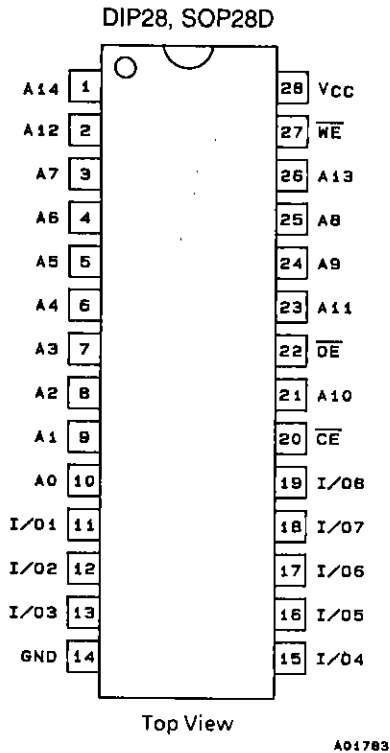 DIP28, SOP28D
A14 1 28 VCC
A12 2 27 W̅E̅
A7 3 26 A13
A6 4 25 A8
A5 5 24 A9
A4 6 23 A11
A3 7 22 O̅E̅
A2 8 21 A10
A1 9 20 C̅E̅
A0 10 19 I/O8
I/O1 11 18 I/O7
I/O2 12 17 I/O6
I/O3 13 16 I/O5
GND 14 15 I/O4
Top View
A01783